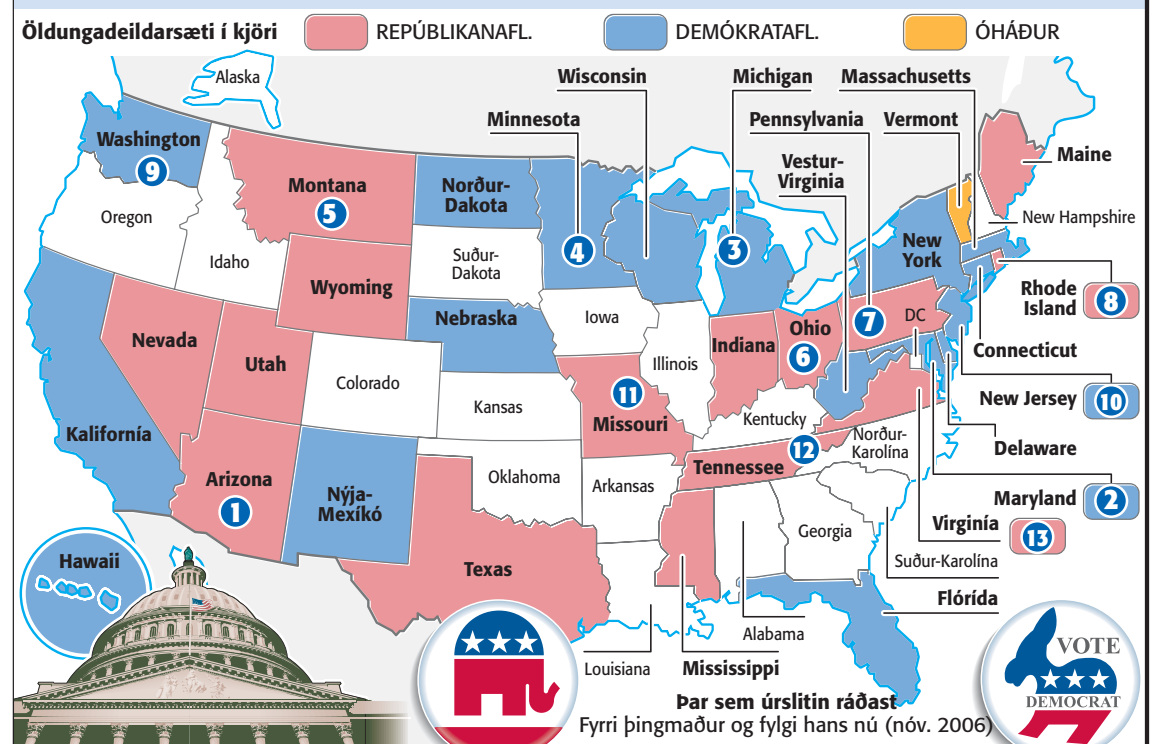 Öldungadeildarsæti í kjöri
REPÚBLIKANAFL.
DEMÓKRATAFL.
ÓHÁÐUR
Alaska
Wisconsin
Michigan
Massachusetts
Minnesota
Pennsylvania
Vermont
Washington
9
Vestur-
Virginia
Maine
Montana
5
Norður-
Dakota
Oregon
Idaho
4
3
New Hampshire
New
York
Suður-
Dakota
Wyoming
Rhode
Island
8
Nebraska
Iowa
Ohio
6
7
DC
Nevada
Indiana
Connecticut
Utah
Colorado
Illinois
11
Missouri
New Jersey
10
Kansas
Kentucky
Kalifornía
Norður-
Karolína
Delaware
12
Tennessee
Arizona
1
Nýja-
Mexíkó
Oklahoma
Arkansas
Maryland
2
Virginía
13
Georgia
Hawaii
Texas
Suður-Karolína
Flórída
Alabama
Louisiana
Mississippi
VOTE
DEMOCRAT
Þar sem úrslitin ráðast
Fyrri þingmaður og fylgi hans nú (nóv. 2006)